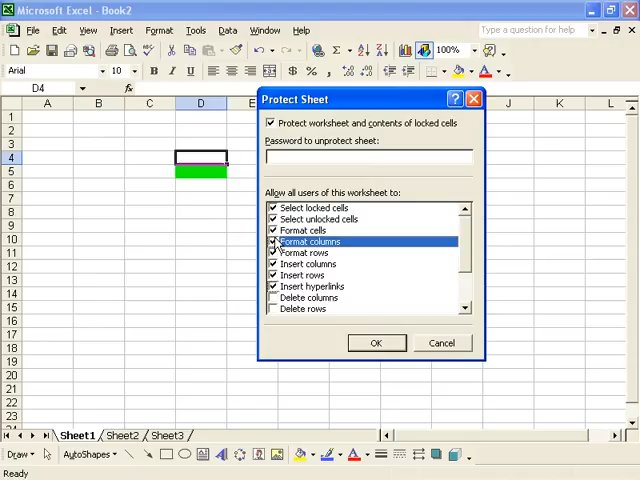 Microsoft Excel - Book2
File Edit View Insert Format Tools Data Window Help
Type a question for help
100%
Arial 10 B I U $ %
D4 fx
A B C D E J K L
1
2
3
4
5
6
7
8
9
10
11
12
13
14
15
16
17
18
19
20
21
22
23
Protect Sheet
Protect worksheet and contents of locked cells
Password to unprotect sheet:
Allow all users of this worksheet to:
Select locked cells
Select unlocked cells
Format cells
Format columns
Format rows
Insert columns
Insert rows
Insert hyperlinks
Delete columns
Delete rows
OK Cancel
Sheet1 Sheet2 Sheet3
Draw AutoShapes
Ready